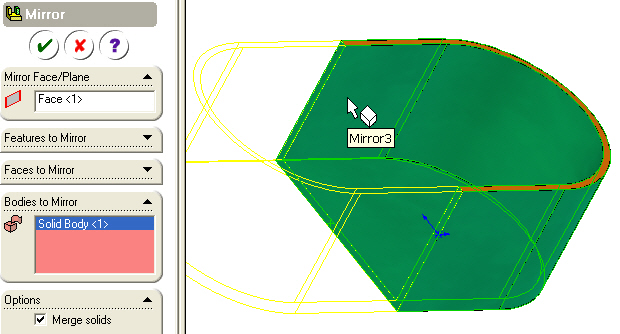 Mirror
Mirror Face/Plane
Face <1>
Features to Mirror
Faces to Mirror
Bodies to Mirror
Solid Body <1>
Options
Merge solids
Mirror3